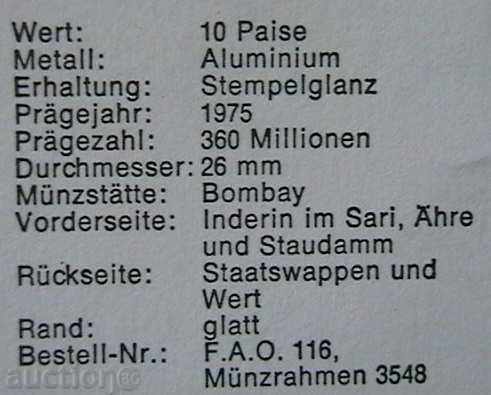 Wert: 10 Paise
Metall: Aluminium
Erhaltung: Stempelglanz
Prägejahr: 1975
Prägezahl: 360 Millionen
Durchmesser: 26 mm
Münzstätte: Bombay
Vorderseite: Inderin im Sari, Ähre
und Staudamm
Rückseite: Staatswappen und
Wert
Rand: glatt
Bestell-Nr.: F.A.O. 116,
Münzrahmen 3548